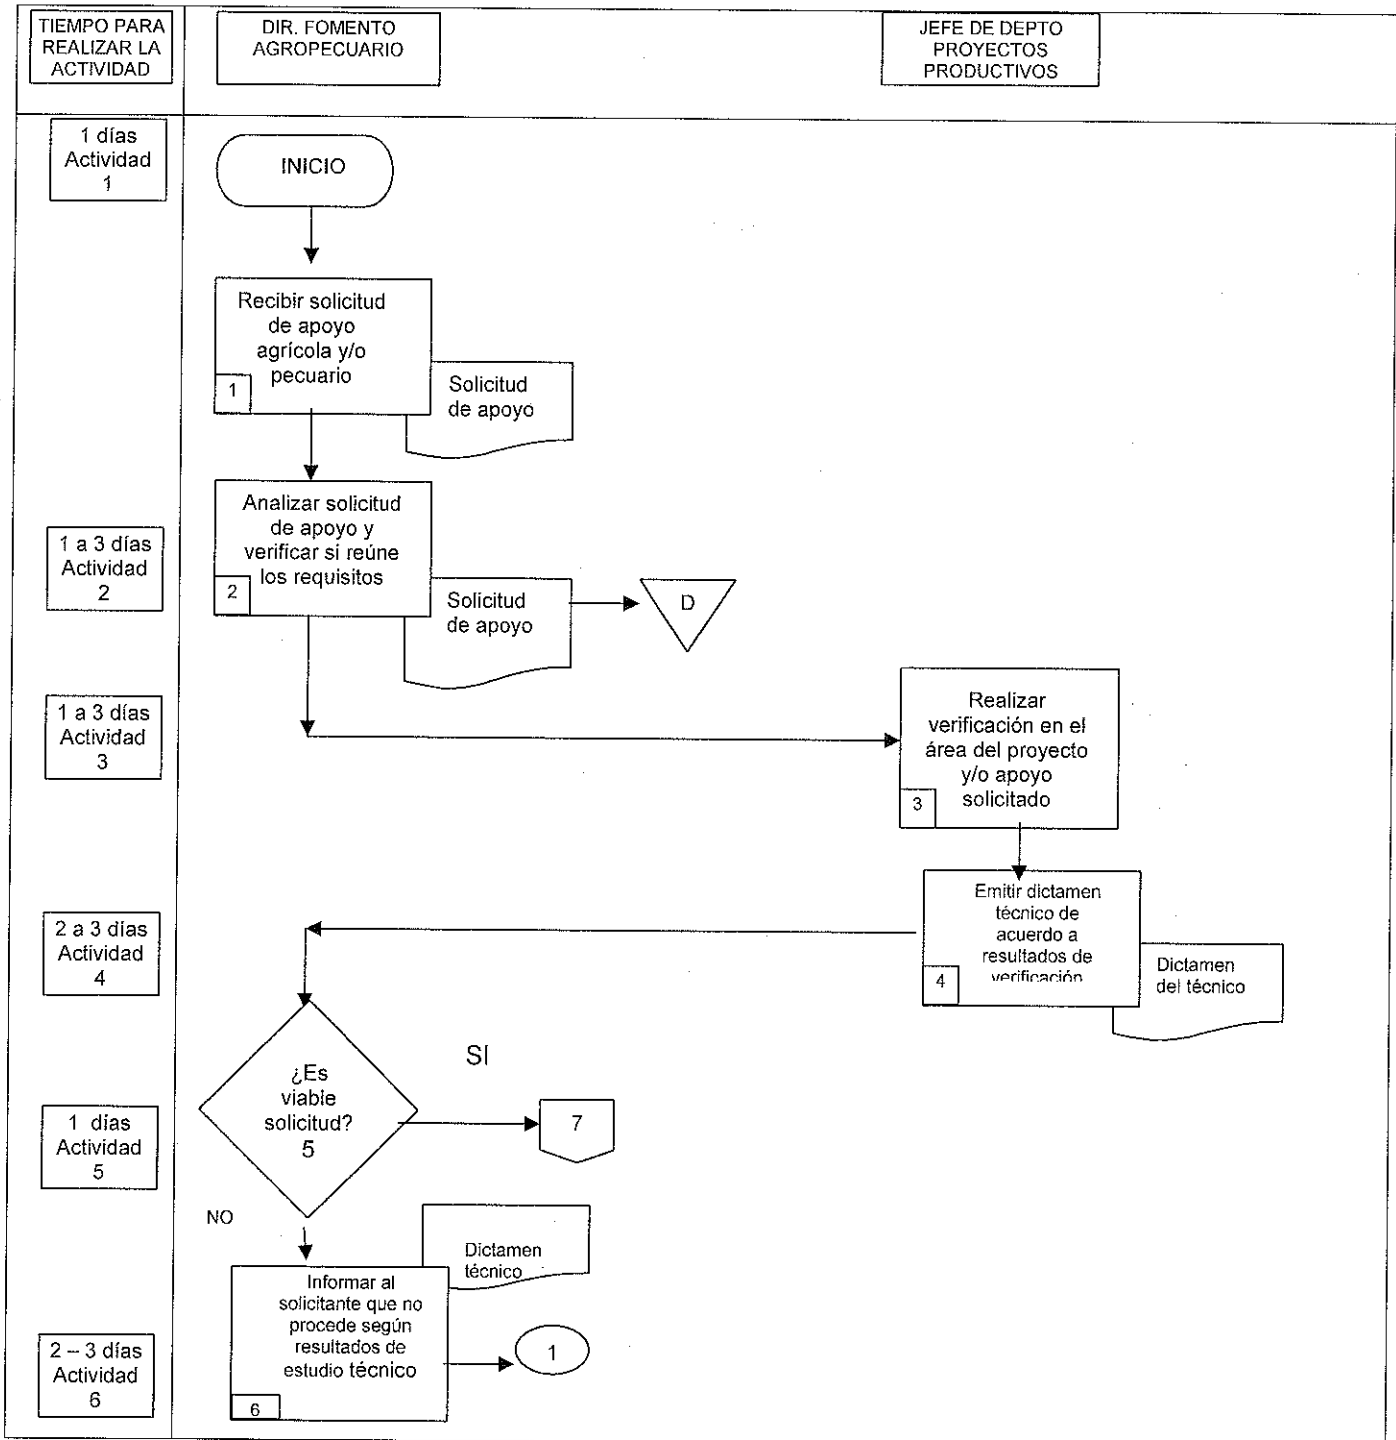 TIEMPO PARA
REALIZAR LA
ACTIVIDAD
DIR. FOMENTO
AGROPECUARIO
JEFE DE DEPTO
PROYECTOS
PRODUCTIVOS
1 días
Actividad
1
INICIO
Recibir solicitud
de apoyo
agrícola y/o
pecuario
1
Solicitud
de apoyo
1 a 3 días
Actividad
2
Analizar solicitud
de apoyo y
verificar si reúne
los requisitos
2
Solicitud
de apoyo
D
1 a 3 días
Actividad
3
Realizar
verificación en el
área del proyecto
y/o apoyo
solicitado
3
2 a 3 días
Actividad
4
Emitir dictamen
técnico de
acuerdo a
resultados de
verificación
4
Dictamen
del técnico
1 días
Actividad
5
¿Es
viable
solicitud?
5
SI
7
NO
Dictamen
técnico
2 – 3 días
Actividad
6
Informar al
solicitante que no
procede según
resultados de
estudio técnico
6
1